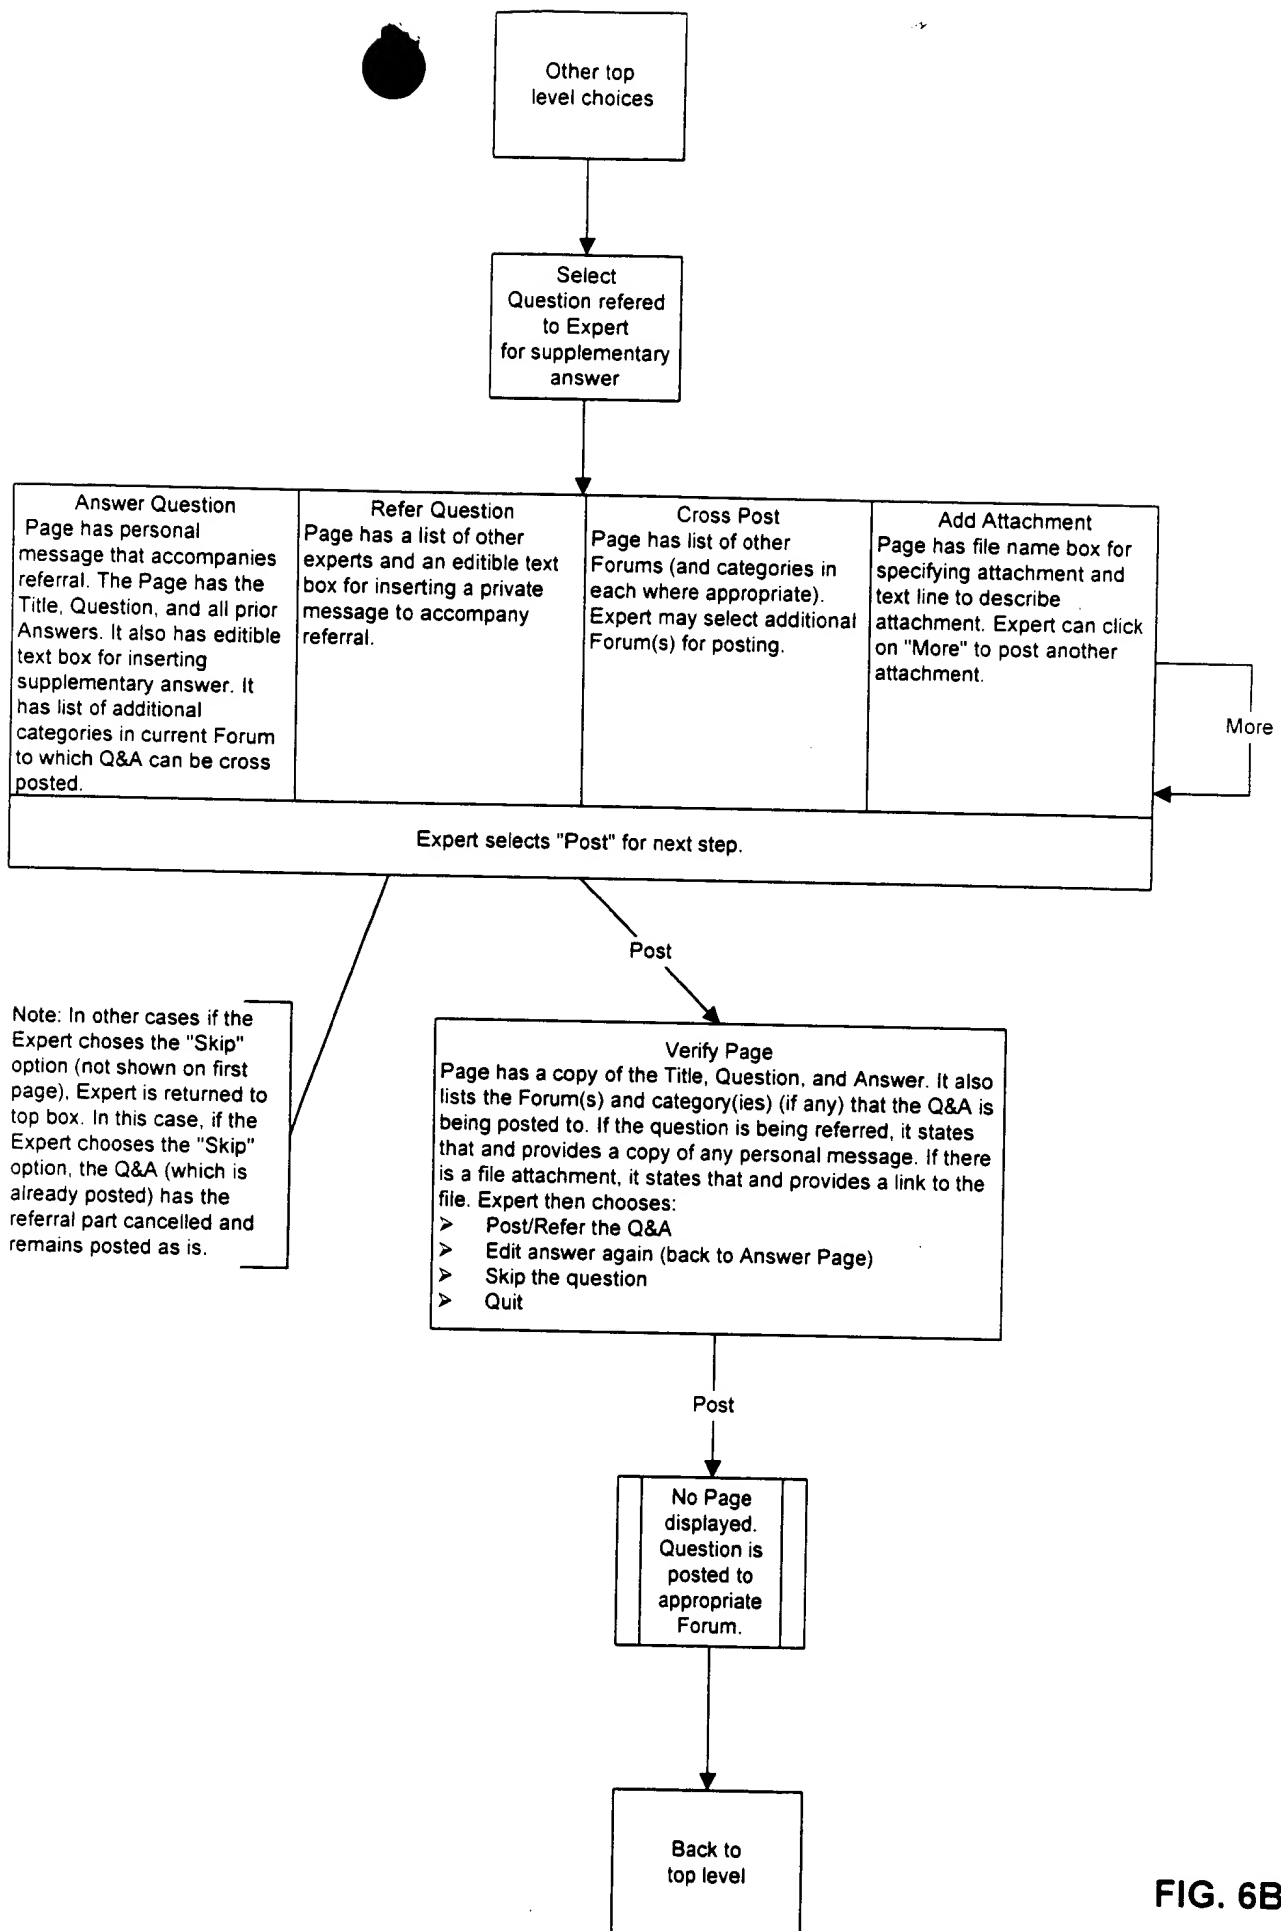 Other top
level choices
Select
Question refered
to Expert
for supplementary
answer
Answer Question
Page has personal
message that accompanies
referral. The Page has the
Title, Question, and all prior
Answers. It also has editible
text box for inserting
supplementary answer. It
has list of additional
categories in current Forum
to which Q&A can be cross
posted.
Refer Question
Page has a list of other
experts and an editible text
box for inserting a private
message to accompany
referral.
Cross Post
Page has list of other
Forums (and categories in
each where appropriate).
Expert may select additional
Forum(s) for posting.
Add Attachment
Page has file name box for
specifying attachment and
text line to describe
attachment. Expert can click
on "More" to post another
attachment.
More
Expert selects "Post" for next step.
Post
Note: In other cases if the
Expert choses the "Skip"
option (not shown on first
page), Expert is returned to
top box. In this case, if the
Expert chooses the "Skip"
option, the Q&A (which is
already posted) has the
referral part cancelled and
remains posted as is.
Verify Page
Page has a copy of the Title, Question, and Answer. It also
lists the Forum(s) and category(ies) (if any) that the Q&A is
being posted to. If the question is being referred, it states
that and provides a copy of any personal message. If there
is a file attachment, it states that and provides a link to the
file. Expert then chooses:
➢ Post/Refer the Q&A
➢ Edit answer again (back to Answer Page)
➢ Skip the question
➢ Quit
Post
No Page
displayed.
Question is
posted to
appropriate
Forum.
Back to
top level
FIG. 6B